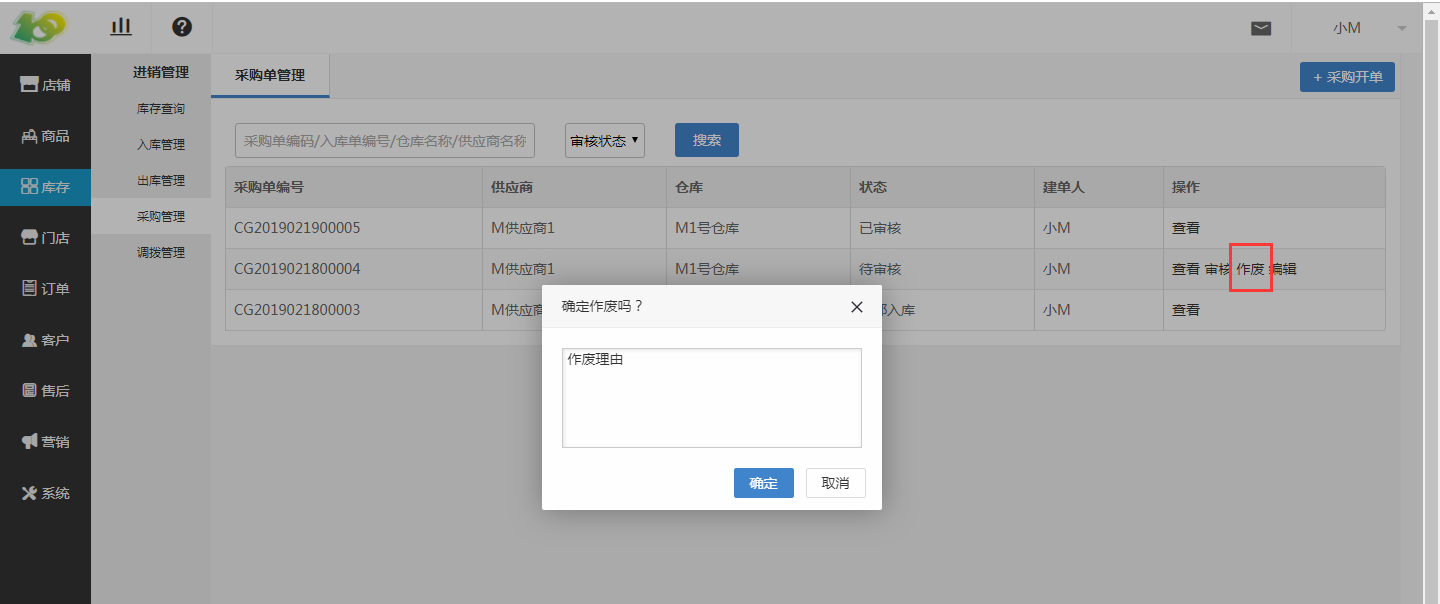 小M
店铺
商品
库存
门店
订单
客户
售后
营销
系统
进销管理
库存查询
入库管理
出库管理
采购管理
调拨管理
采购单管理
+ 采购开单
采购单编码/入库单编号/仓库名称/供应商名称
审核状态
搜索
采购单编号 供应商 仓库 状态 建单人 操作
CG2019021900005 M供应商1 M1号仓库 已审核 小M 查看
CG2019021800004 M供应商1 M1号仓库 待审核 小M 查看 审核 作废 编辑
CG2019021800003 M供应 入库 小M 查看
确定作废吗？
作废理由
确定
取消